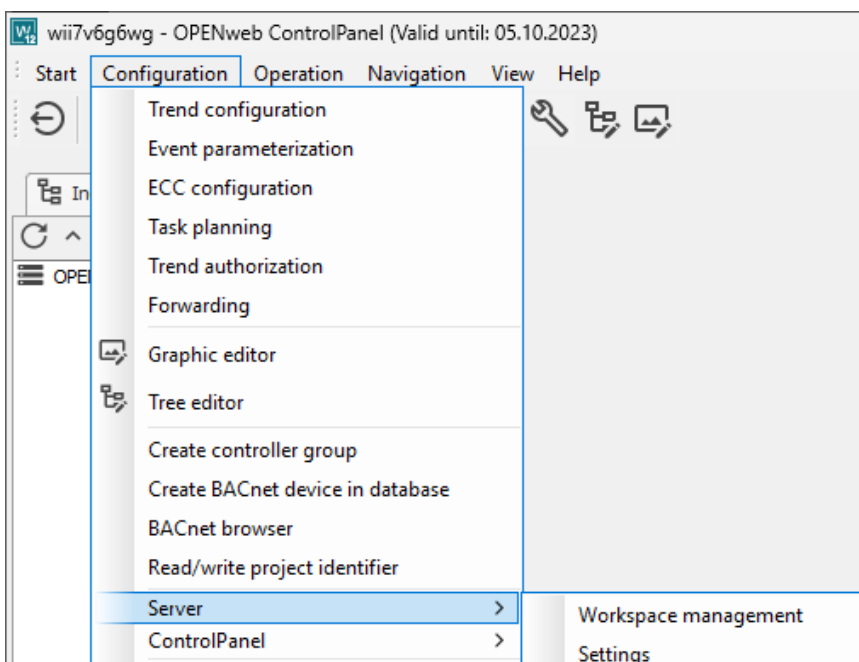 wii7v6g6wg - OPENweb ControlPanel (Valid until: 05.10.2023)
Start Configuration Operation Navigation View Help
Trend configuration
Event parameterization
In
ECC configuration
Task planning
Trend authorization
OPE
Forwarding
Graphic editor
Tree editor
Create controller group
Create BACnet device in database
BACnet browser
Read/write project identifier
Server
Workspace management
ControlPanel
Settings